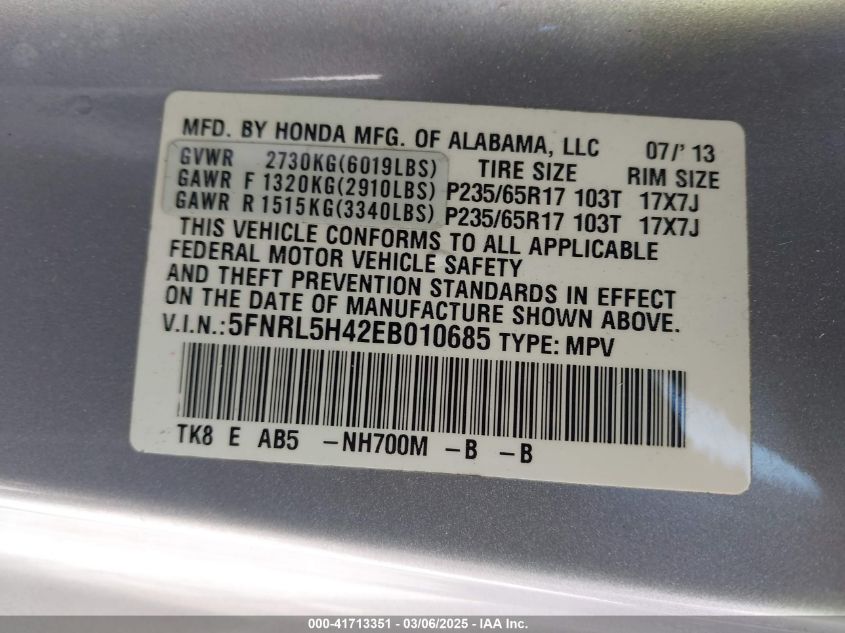 MFD. BY HONDA MFG. OF ALABAMA, LLC 07/' 13
GVWR 2730KG(6019LBS) TIRE SIZE RIM SIZE
GAWR F 1320KG(2910LBS) P235/65R17 103T 17X7J
GAWR R 1515KG(3340LBS) P235/65R17 103T 17X7J
THIS VEHICLE CONFORMS TO ALL APPLICABLE
FEDERAL MOTOR VEHICLE SAFETY
AND THEFT PREVENTION STANDARDS IN EFFECT
ON THE DATE OF MANUFACTURE SHOWN ABOVE.
V.I.N.:5FNRL5H42EB010685 TYPE: MPV
TK8 E AB5 -NH700M -B -B
000-41713351 - 03/06/2025 - IAA Inc.